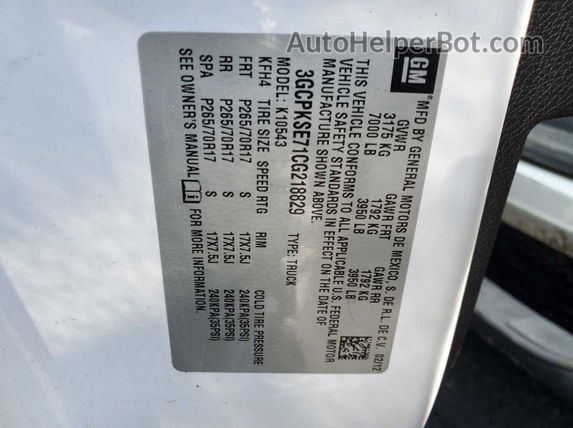 AutoHelperBot.com
GM
MFD BY GENERAL MOTORS DE MEXICO, S. DE R.L. DE C.V. 02/12
GVWR GAWR FRT GAWR RR
3175 KG 1792 KG 1792 KG
7000 LB 3950 LB 3950 LB
THIS VEHICLE CONFORMS TO ALL APPLICABLE U.S. FEDERAL MOTOR
VEHICLE SAFETY STANDARDS IN EFFECT ON THE DATE OF
MANUFACTURE SHOWN ABOVE.
3GCPKSE71CG218829 TYPE: TRUCK
MODEL: K10543
KFH4 TIRE SIZE SPEED RTG RIM COLD TIRE PRESSURE
FRT P265/70R17 S 17X7.5J 240KPA(35PSI)
RR P265/70R17 S 17X7.5J 240KPA(35PSI)
SPA P265/70R17 S 17X7.5J 240KPA(35PSI)
SEE OWNER'S MANUAL